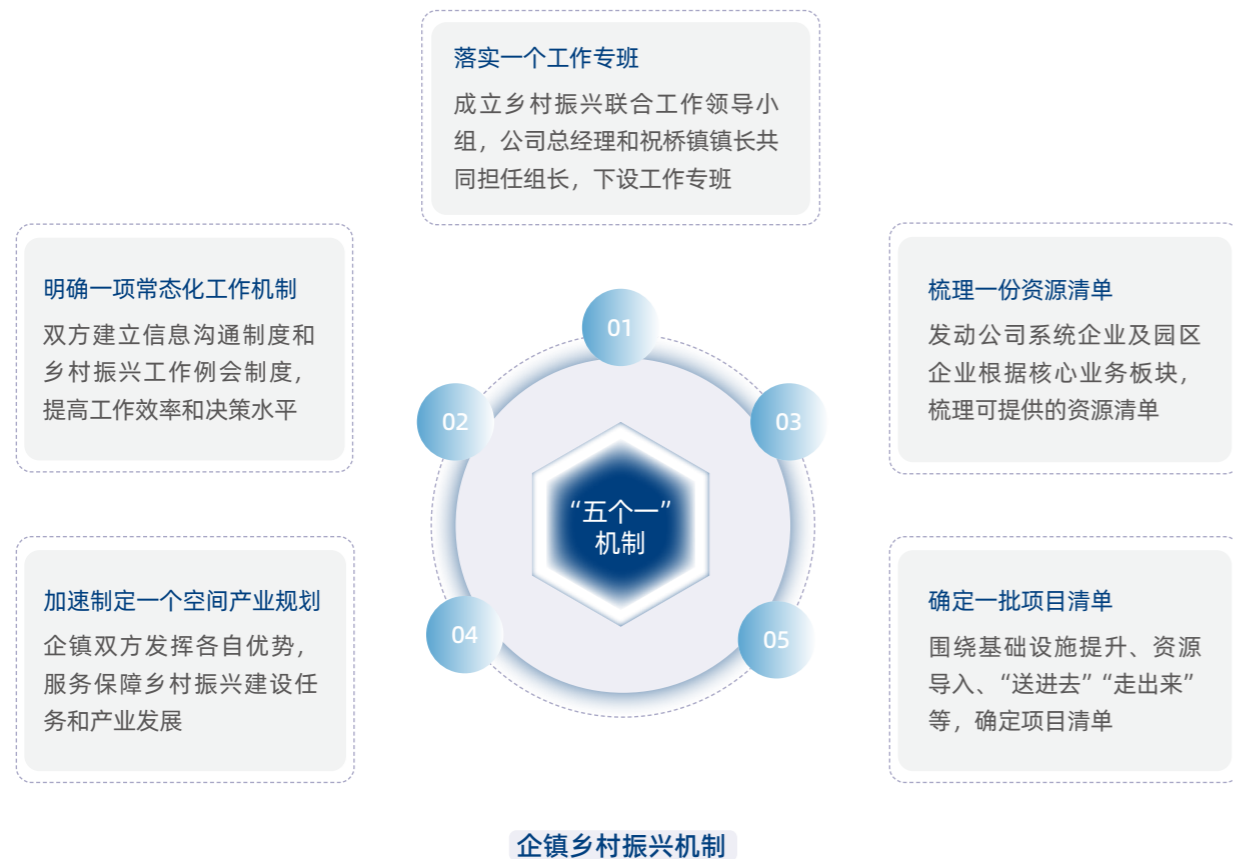 落实一个工作专班
成立乡村振兴联合工作领导小
组，公司总经理和祝桥镇镇长共
同担任组长，下设工作专班
明确一项常态化工作机制
双方建立信息沟通制度和
乡村振兴工作例会制度，
提高工作效率和决策水平
梳理一份资源清单
发动公司系统企业及园区
企业根据核心业务板块，
梳理可提供的资源清单
01
02
03
“五个一”
机制
04
05
加速制定一个空间产业规划
企镇双方发挥各自优势，
服务保障乡村振兴建设任
务和产业发展
确定一批项目清单
围绕基础设施提升、资源
导入、“送进去”“走出来”
等，确定项目清单
企镇乡村振兴机制